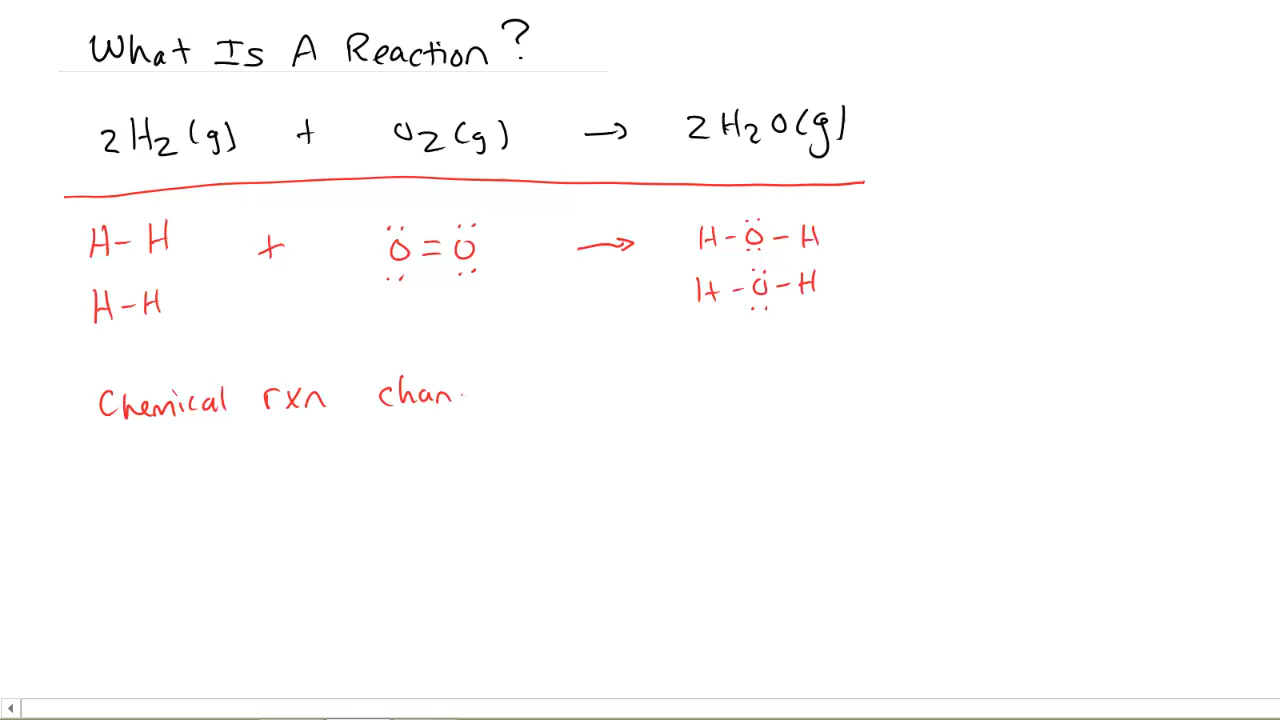 What Is A Reaction?
2H₂(g) + O₂(g) → 2H₂O(g)
H-H + Ö=Ö → H-Ö-H
H-H H-Ö-H
Chemical rxn chan